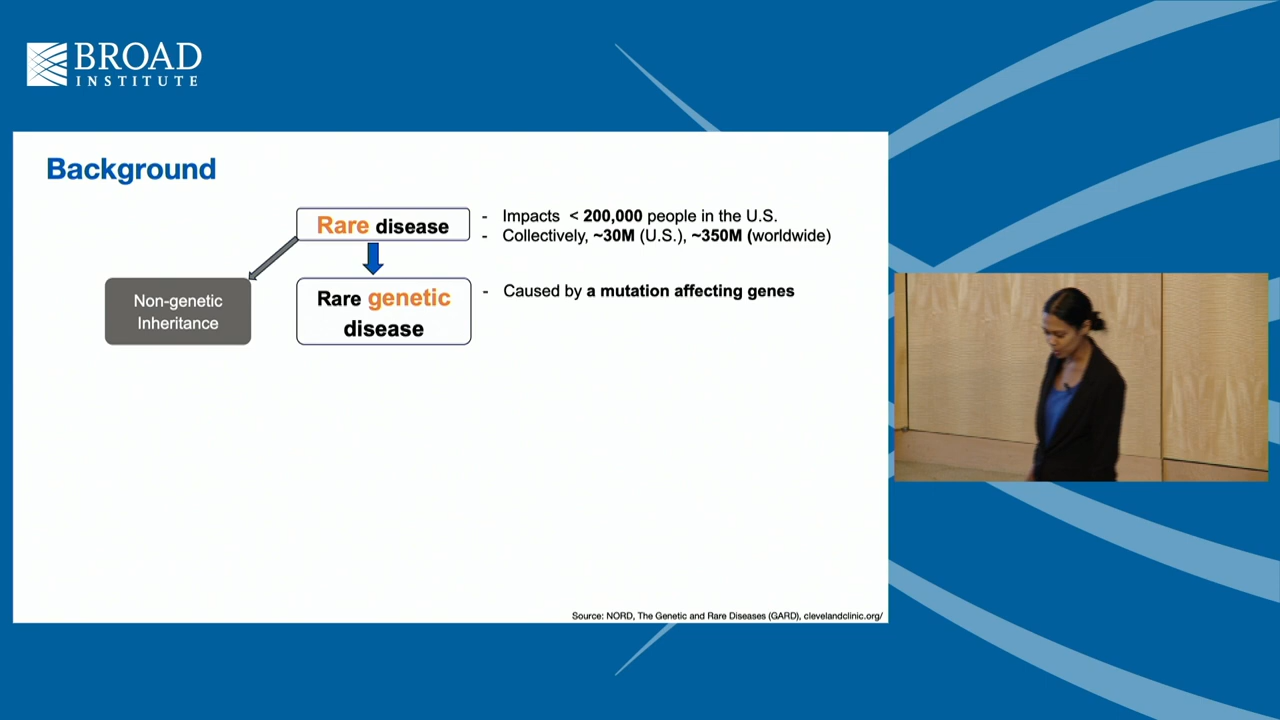 BROAD
INSTITUTE
Background
Rare disease
- Impacts < 200,000 people in the U.S.
- Collectively, ~30M (U.S.), ~350M (worldwide)
Non-genetic
Inheritance
Rare genetic
disease
- Caused by a mutation affecting genes
Source: NORD, The Genetic and Rare Diseases (GARD), clevelandclinic.org/